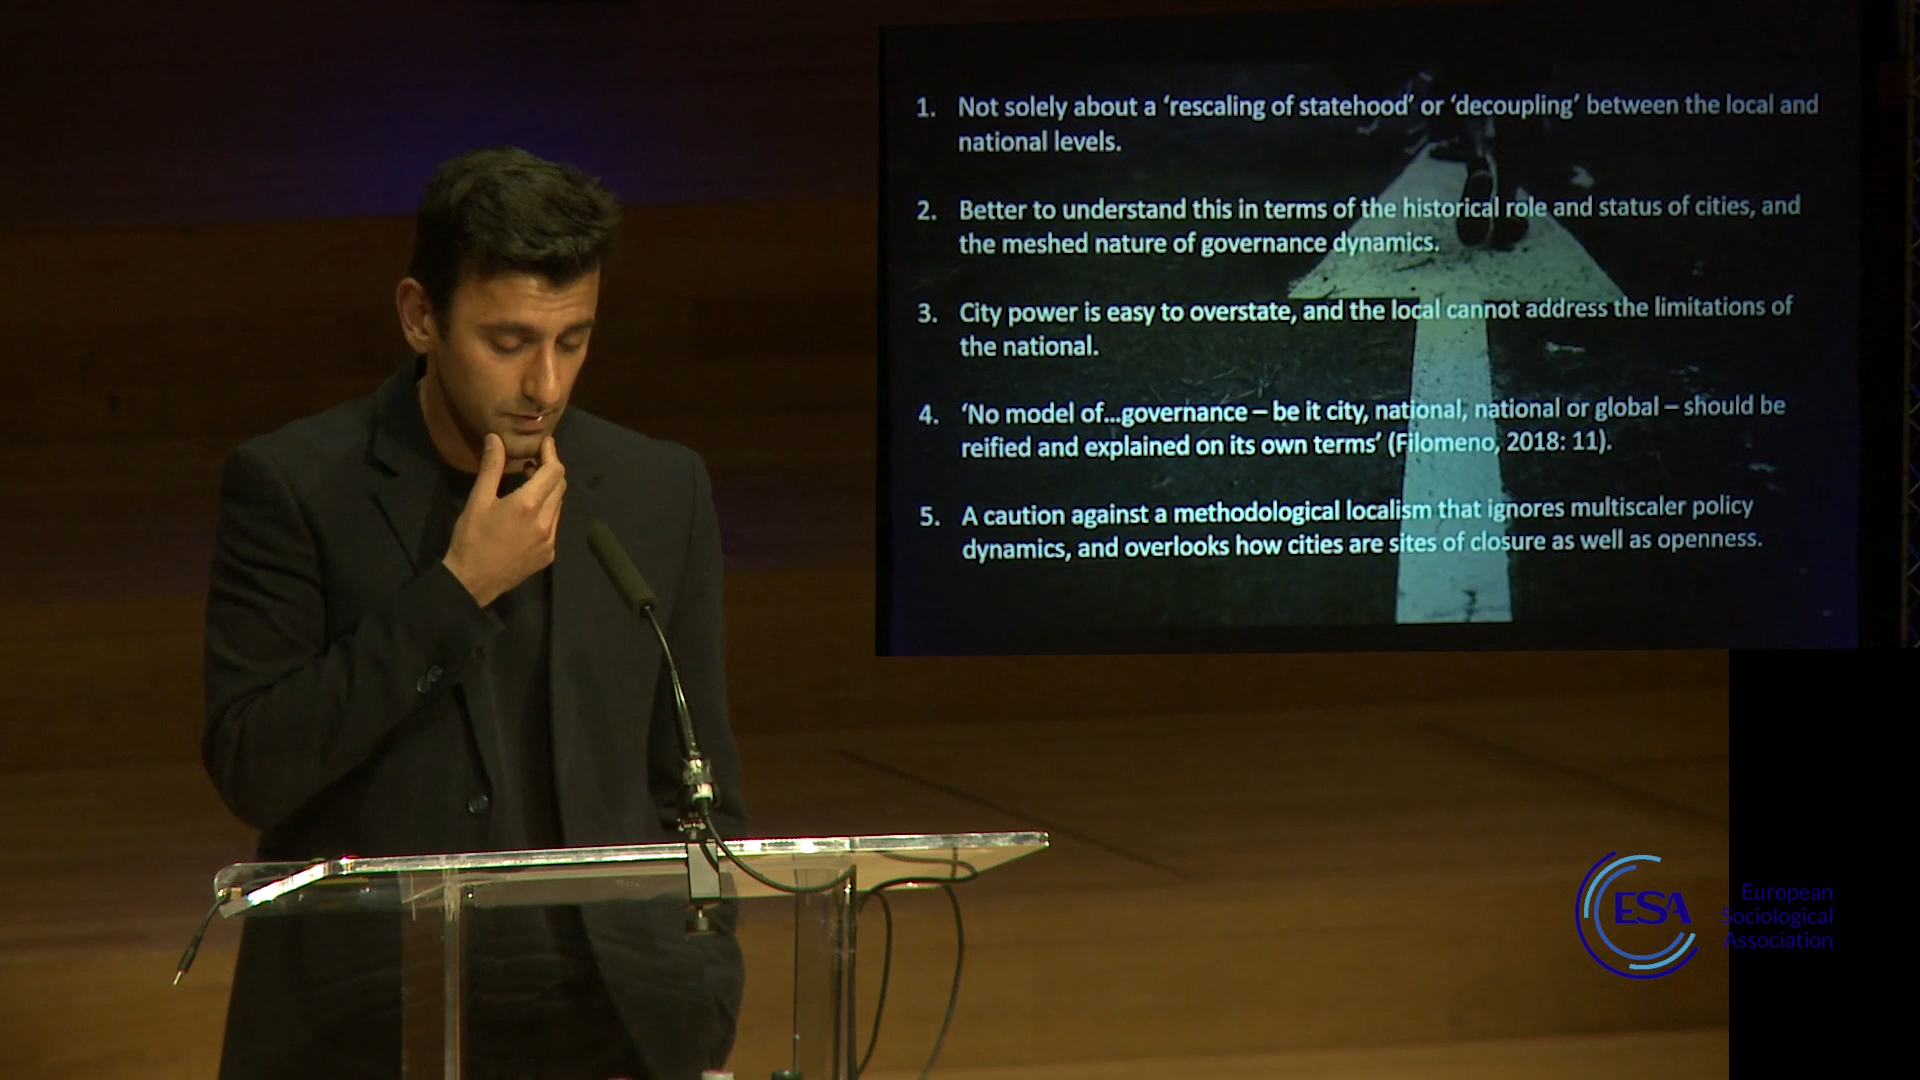 1. Not solely about a ‘rescaling of statehood’ or ‘decoupling’ between the local and
national levels.
2. Better to understand this in terms of the historical role and status of cities, and
the meshed nature of governance dynamics.
3. City power is easy to overstate, and the local cannot address the limitations of
the national.
4. ‘No model of...governance – be it city, national, national or global – should be
reified and explained on its own terms’ (Filomeno, 2018: 11).
5. A caution against a methodological localism that ignores multiscaler policy
dynamics, and overlooks how cities are sites of closure as well as openness.
ESA
European
Sociological
Association